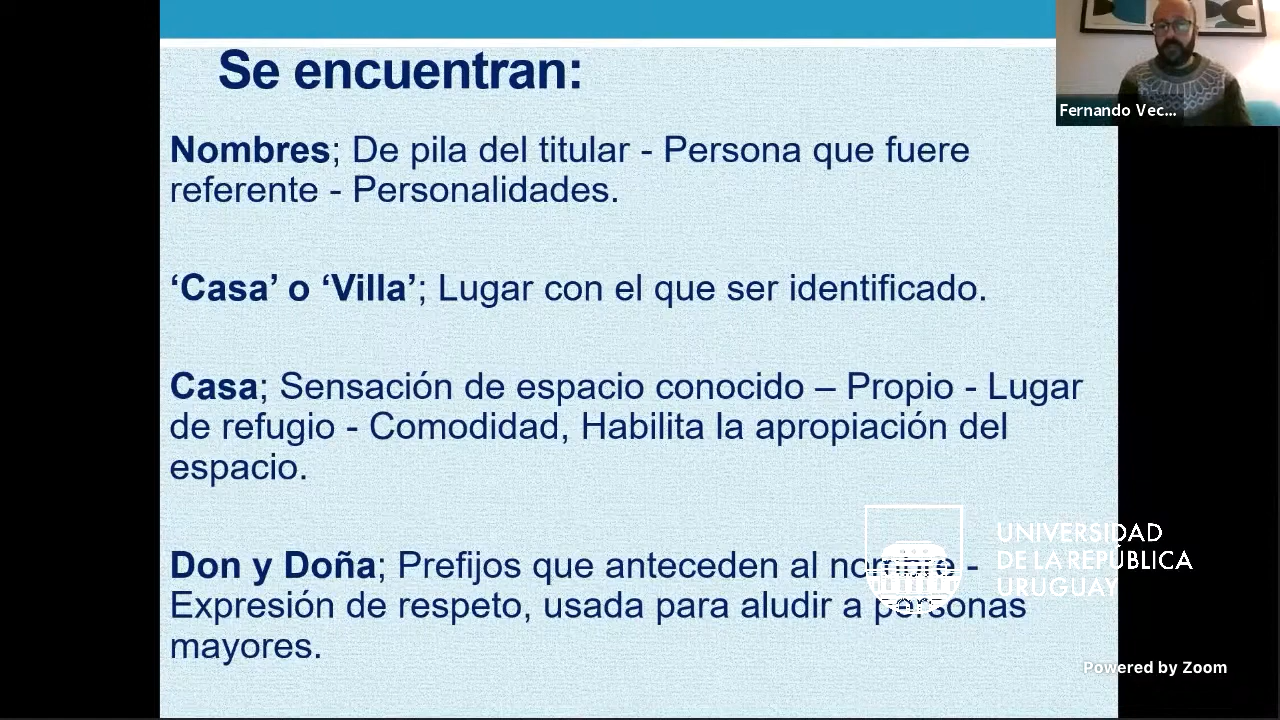 Se encuentran:
Nombres; De pila del titular - Persona que fuere
referente - Personalidades.
‘Casa’ o ‘Villa’; Lugar con el que ser identificado.
Casa; Sensación de espacio conocido – Propio - Lugar
de refugio - Comodidad, Habilita la apropiación del
espacio.
Don y Doña; Prefijos que anteceden al nombre -
Expresión de respeto, usada para aludir a personas
mayores.
Fernando Vec...
UNIVERSIDAD
DE LA REPÚBLICA
URUGUAY
Powered by Zoom